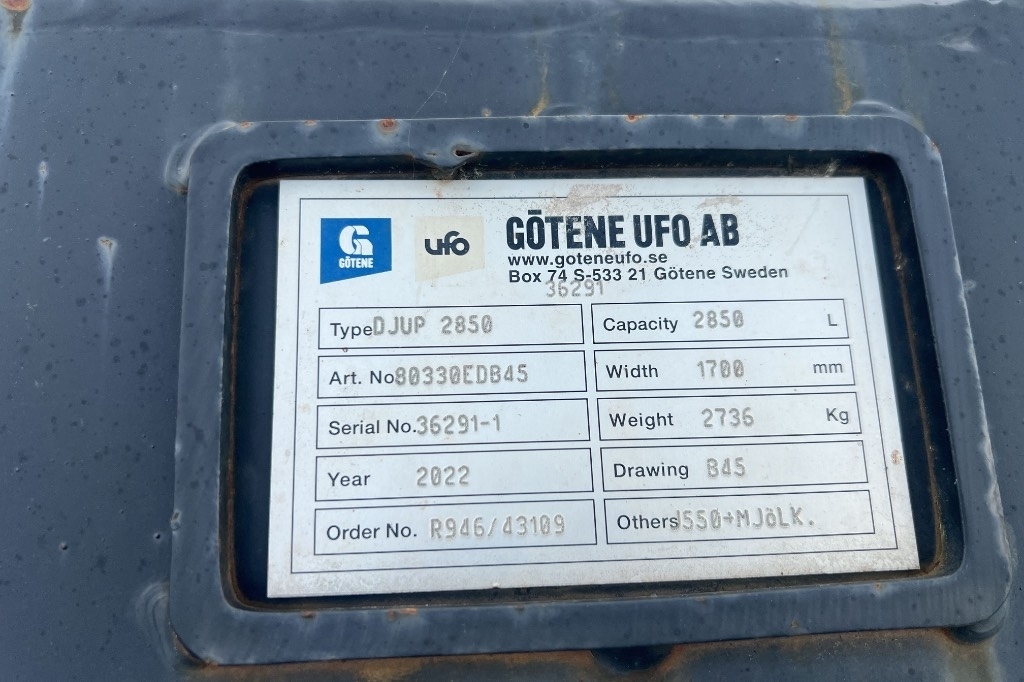 GÖTENE
ufo
GÖTENE UFO AB
www.goteneufo.se
Box 74 S-533 21 Götene Sweden
36291
Type DJUP 2850
Capacity 2850 L
Art. No 80330EDB45
Width 1700 mm
Serial No. 36291-1
Weight 2736 Kg
Year 2022
Drawing B45
Order No. R946/43109
Others J550+MJöLK.